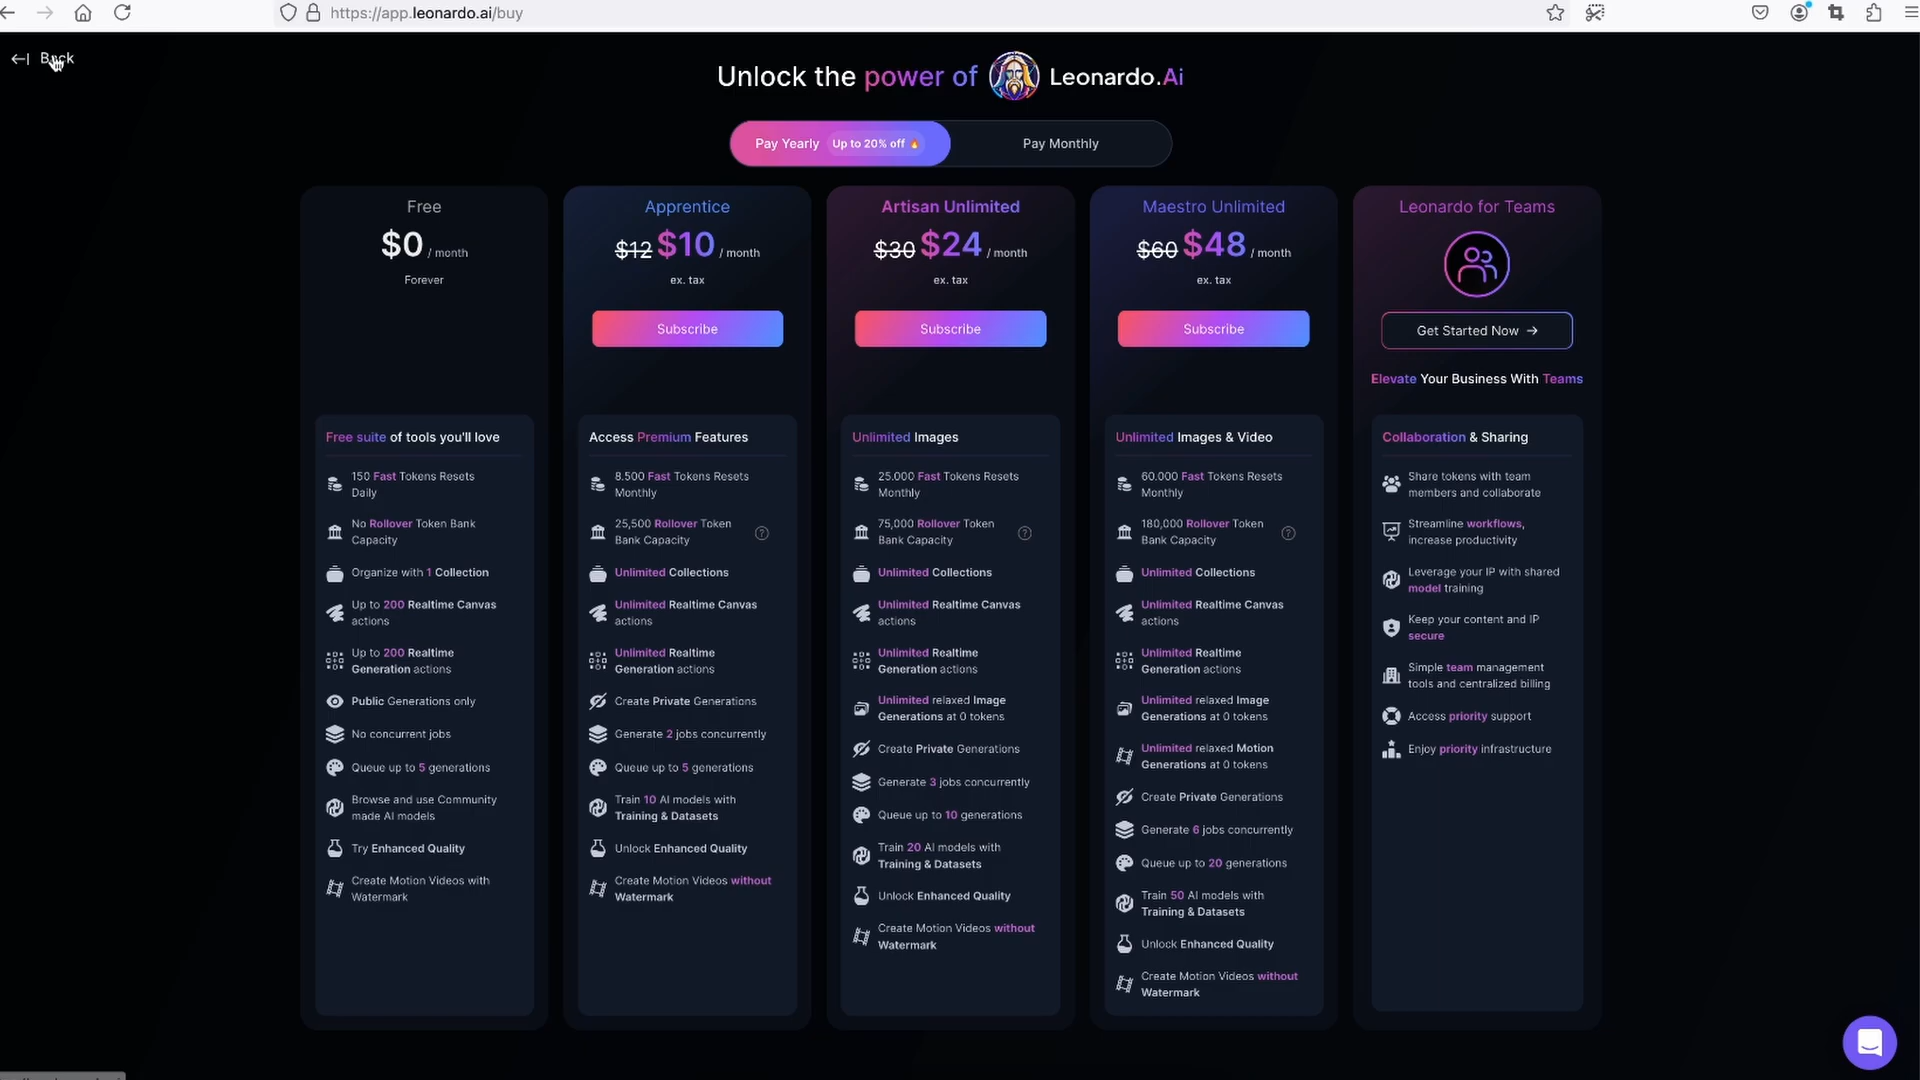 https://app.leonardo.ai/buy
Back
Unlock the power of Leonardo.Ai
Pay Yearly Up to 20% off
Pay Monthly
Free
$0 / month
Forever
Free suite of tools you'll love
150 Fast Tokens Resets
Daily
No Rollover Token Bank
Capacity
Organize with 1 Collection
Up to 200 Realtime Canvas
actions
Up to 200 Realtime
Generation actions
Public Generations only
No concurrent jobs
Queue up to 5 generations
Browse and use Community
made AI models
Try Enhanced Quality
Create Motion Videos with
Watermark
Apprentice
$12 $10 / month
ex. tax
Subscribe
Access Premium Features
8.500 Fast Tokens Resets
Monthly
25,500 Rollover Token
Bank Capacity
Unlimited Collections
Unlimited Realtime Canvas
actions
Unlimited Realtime
Generation actions
Create Private Generations
Generate 2 jobs concurrently
Queue up to 5 generations
Train 10 AI models with
Training & Datasets
Unlock Enhanced Quality
Create Motion Videos without
Watermark
Artisan Unlimited
$30 $24 / month
ex. tax
Subscribe
Unlimited Images
25.000 Fast Tokens Resets
Monthly
75,000 Rollover Token
Bank Capacity
Unlimited Collections
Unlimited Realtime Canvas
actions
Unlimited Realtime
Generation actions
Unlimited relaxed Image
Generations at 0 tokens
Create Private Generations
Generate 3 jobs concurrently
Queue up to 10 generations
Train 20 AI models with
Training & Datasets
Unlock Enhanced Quality
Create Motion Videos without
Watermark
Maestro Unlimited
$60 $48 / month
ex. tax
Subscribe
Unlimited Images & Video
60.000 Fast Tokens Resets
Monthly
180,000 Rollover Token
Bank Capacity
Unlimited Collections
Unlimited Realtime Canvas
actions
Unlimited Realtime
Generation actions
Unlimited relaxed Image
Generations at 0 tokens
Unlimited relaxed Motion
Generations at 0 tokens
Create Private Generations
Generate 6 jobs concurrently
Queue up to 20 generations
Train 50 AI models with
Training & Datasets
Unlock Enhanced Quality
Create Motion Videos without
Watermark
Leonardo for Teams
Get Started Now →
Elevate Your Business With Teams
Collaboration & Sharing
Share tokens with team
members and collaborate
Streamline workflows,
increase productivity
Leverage your IP with shared
model training
Keep your content and IP
secure
Simple team management
tools and centralized billing
Access priority support
Enjoy priority infrastructure